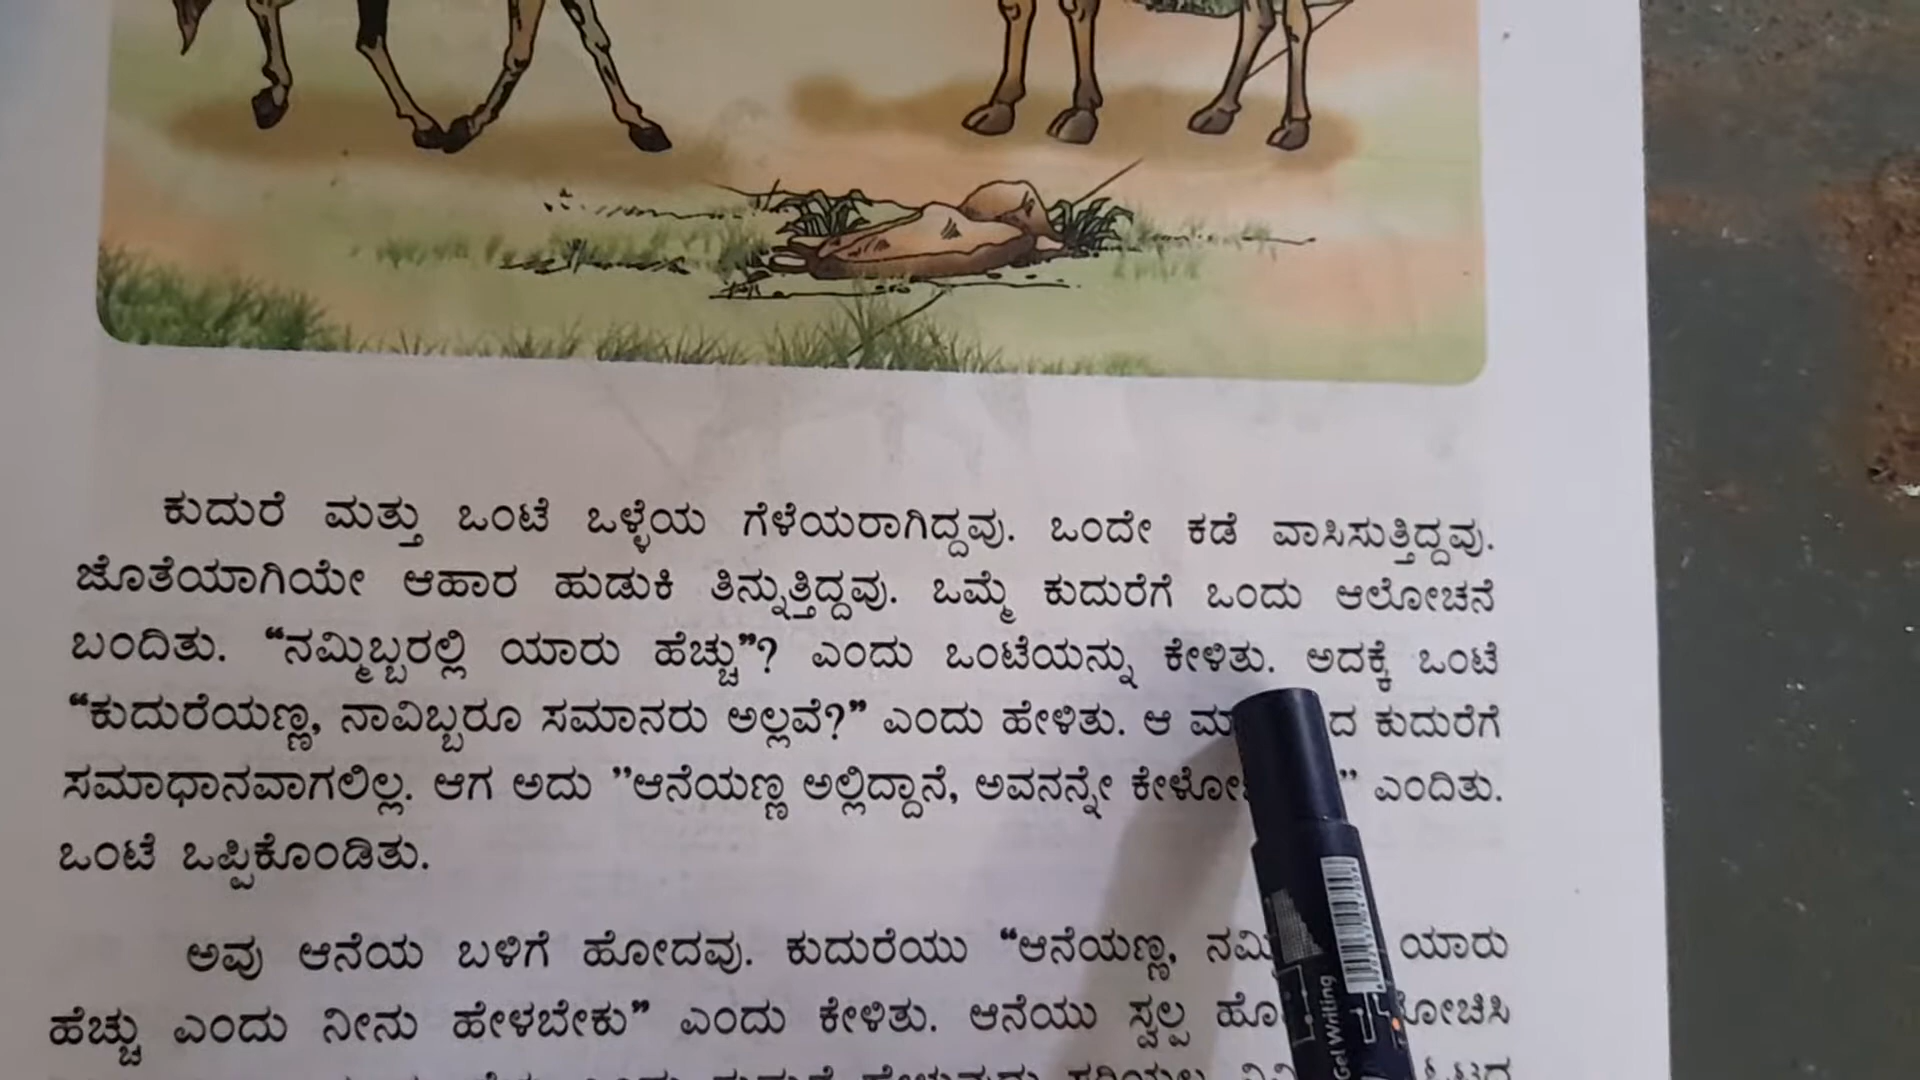 ಕುದುರೆ ಮತ್ತು ಒಂಟೆ ಒಳ್ಳೆಯ ಗೆಳೆಯರಾಗಿದ್ದವು. ಒಂದೇ ಕಡೆ ವಾಸಿಸುತ್ತಿದ್ದವು.
ಜೊತೆಯಾಗಿಯೇ ಆಹಾರ ಹುಡುಕಿ ತಿನ್ನುತ್ತಿದ್ದವು. ಒಮ್ಮೆ ಕುದುರೆಗೆ ಒಂದು ಆಲೋಚನೆ
ಬಂದಿತು. “ನಮ್ಮಿಬ್ಬರಲ್ಲಿ ಯಾರು ಹೆಚ್ಚು”? ಎಂದು ಒಂಟೆಯನ್ನು ಕೇಳಿತು. ಅದಕ್ಕೆ ಒಂಟೆ
“ಕುದುರೆಯಣ್ಣ, ನಾವಿಬ್ಬರೂ ಸಮಾನರು ಅಲ್ಲವೆ?” ಎಂದು ಹೇಳಿತು. ಆ ಕುದುರೆಗೆ
ಸಮಾಧಾನವಾಗಲಿಲ್ಲ. ಆಗ ಅದು ”ಆನೆಯಣ್ಣ ಅಲ್ಲಿದ್ದಾನೆ, ಅವನನ್ನೇ ” ಎಂದಿತು.
ಒಂಟೆ ಒಪ್ಪಿಕೊಂಡಿತು.
ಅವು ಆನೆಯ ಬಳಿಗೆ ಹೋದವು. ಕುದುರೆಯು “ಆನೆಯಣ್ಣ, ಯಾರು
ಹೆಚ್ಚು ಎಂದು ನೀನು ಹೇಳಬೇಕು” ಎಂದು ಕೇಳಿತು. ಆನೆಯು ಸ್ವಲ್ಪ
Gel Writing